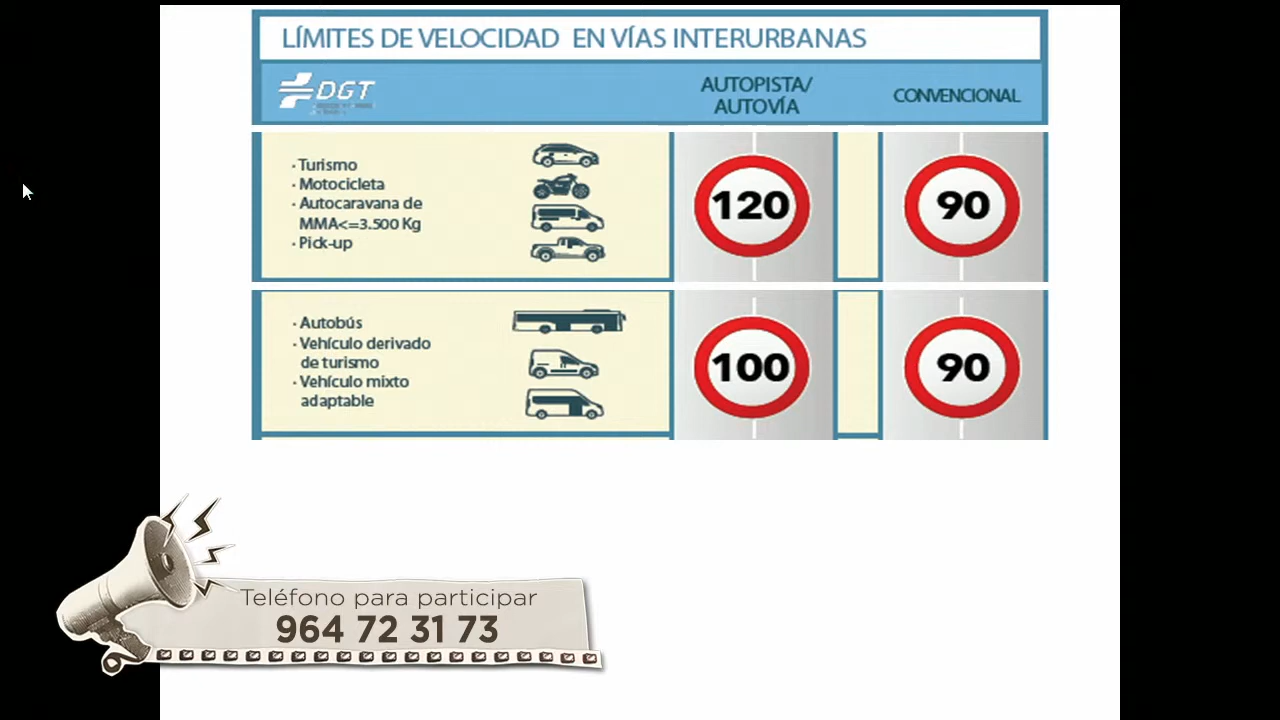 LÍMITES DE VELOCIDAD EN VÍAS INTERURBANAS
DGT
AUTOPISTA/
AUTOVÍA
CONVENCIONAL
· Turismo
· Motocicleta
· Autocaravana de
MMA<=3.500 Kg
· Pick-up
120
90
· Autobús
· Vehículo derivado
de turismo
· Vehículo mixto
adaptable
100
90
Teléfono para participar
964 72 31 73